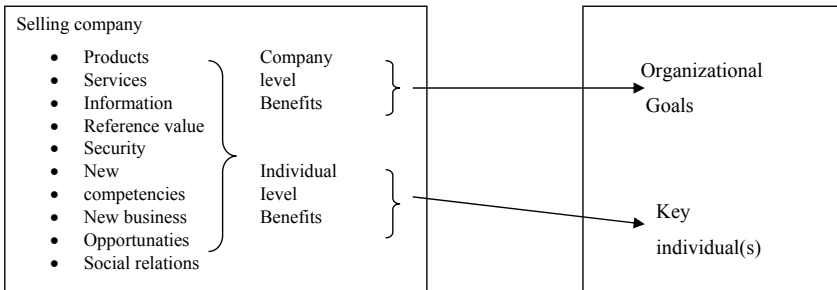 Selling company
• Products
• Services
• Information
• Reference value
• Security
• New
• competencies
• New business
• Opportunaties
• Social relations
Company
level
Benefits
Individual
level
Benefits
Organizational
Goals
Key
individual(s)